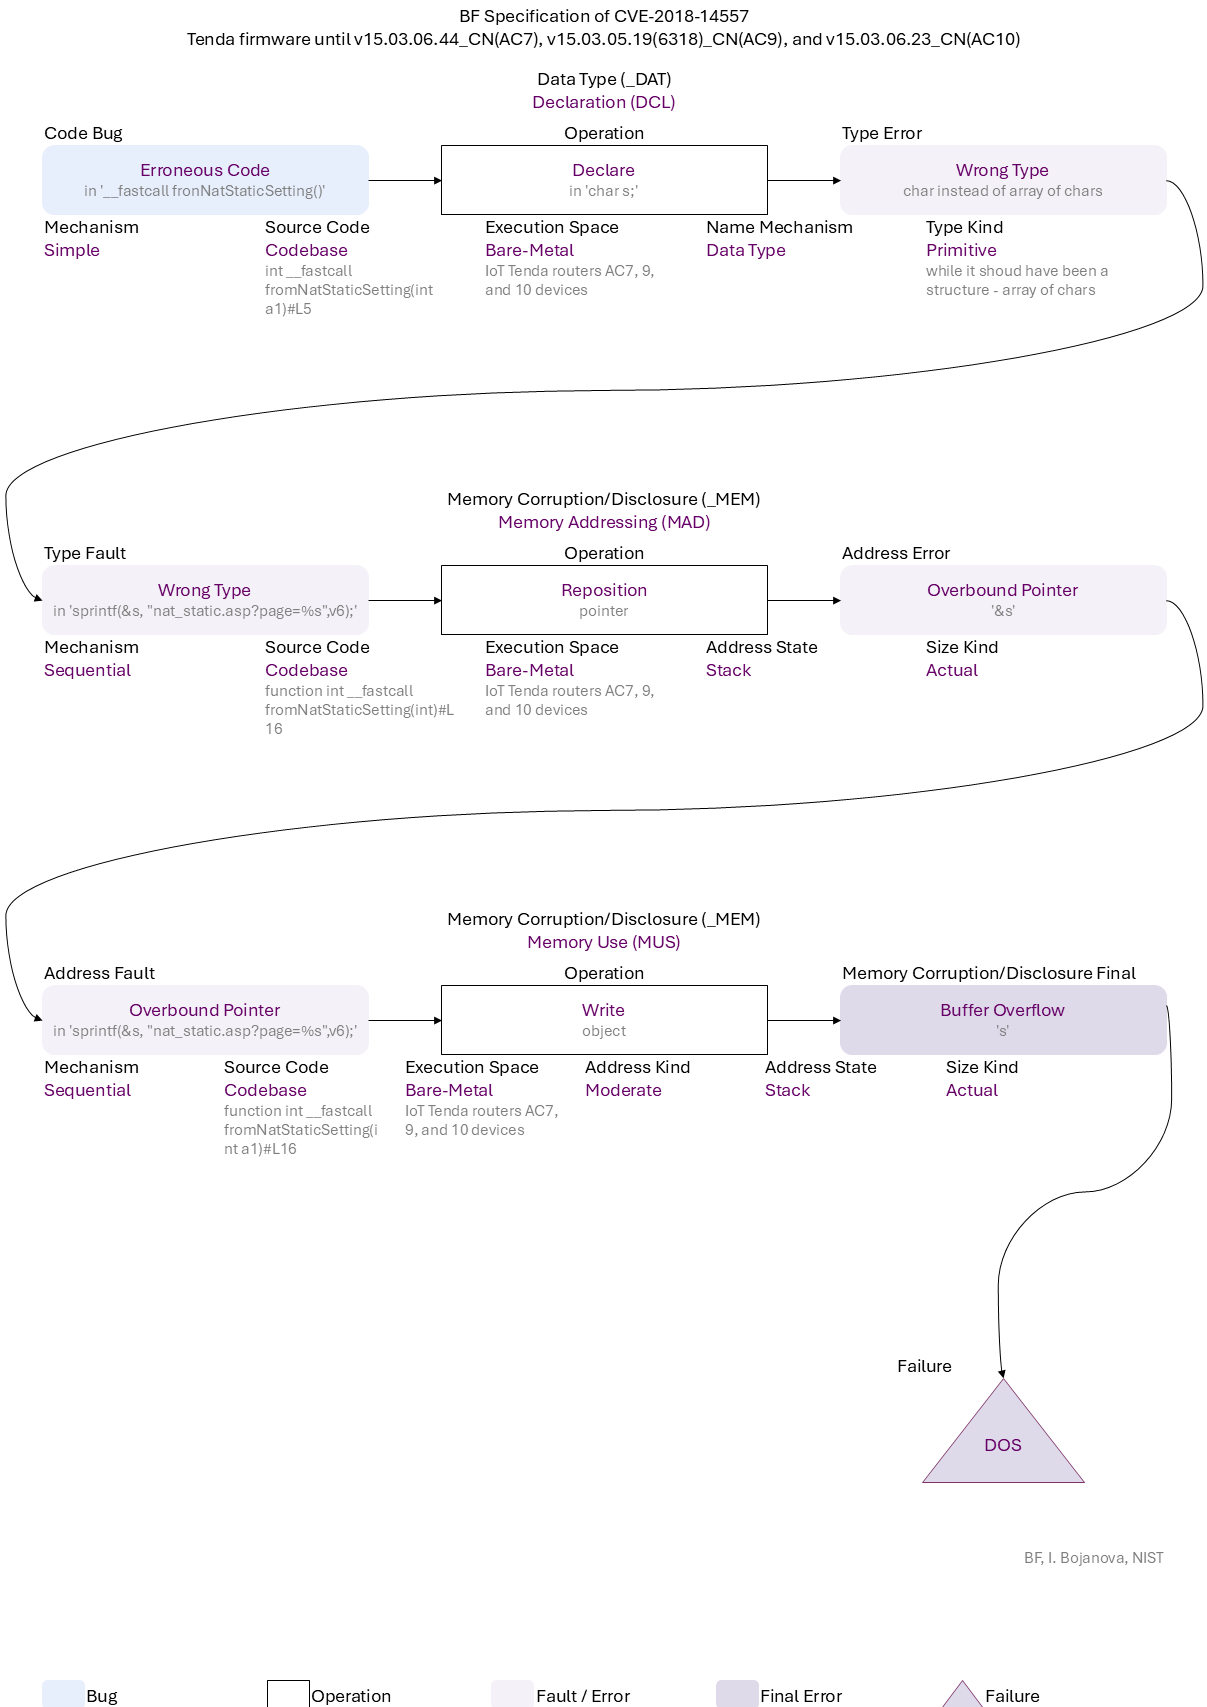 BF Specification of CVE-2018-14557
Tenda firmware until v15.03.06.44_CN(AC7), v15.03.05.19(6318)_CN(AC9), and v15.03.06.23_CN(AC10)
Data Type (_DAT)
Declaration (DCL)
Code Bug
Operation
Type Error
Erroneous Code
in '__fastcall fronNatStaticSetting()'
Declare
in 'char s;'
Wrong Type
char instead of array of chars
Mechanism
Simple
Source Code
Codebase
int __fastcall
fromNatStaticSetting(int
a1)#L5
Execution Space
Bare-Metal
IoT Tenda routers AC7, 9,
and 10 devices
Name Mechanism
Data Type
Type Kind
Primitive
while it shoud have been a
structure - array of chars
Memory Corruption/Disclosure (_MEM)
Memory Addressing (MAD)
Type Fault
Operation
Address Error
Wrong Type
in 'sprintf(&s, "nat_static.asp?page=%s",v6);'
Reposition
pointer
Overbound Pointer
'&s'
Mechanism
Sequential
Source Code
Codebase
function int __fastcall
fromNatStaticSetting(int)#L
16
Execution Space
Bare-Metal
IoT Tenda routers AC7, 9,
and 10 devices
Address State
Stack
Size Kind
Actual
Memory Corruption/Disclosure (_MEM)
Memory Use (MUS)
Address Fault
Operation
Memory Corruption/Disclosure Final
Overbound Pointer
in 'sprintf(&s, "nat_static.asp?page=%s",v6);'
Write
object
Buffer Overflow
's'
Mechanism
Sequential
Source Code
Codebase
function int __fastcall
fromNatStaticSetting(i
nt a1)#L16
Execution Space
Bare-Metal
IoT Tenda routers AC7,
9, and 10 devices
Address Kind
Moderate
Address State
Stack
Size Kind
Actual
Failure
DOS
BF, I. Bojanova, NIST
Bug
Operation
Fault / Error
Final Error
Failure